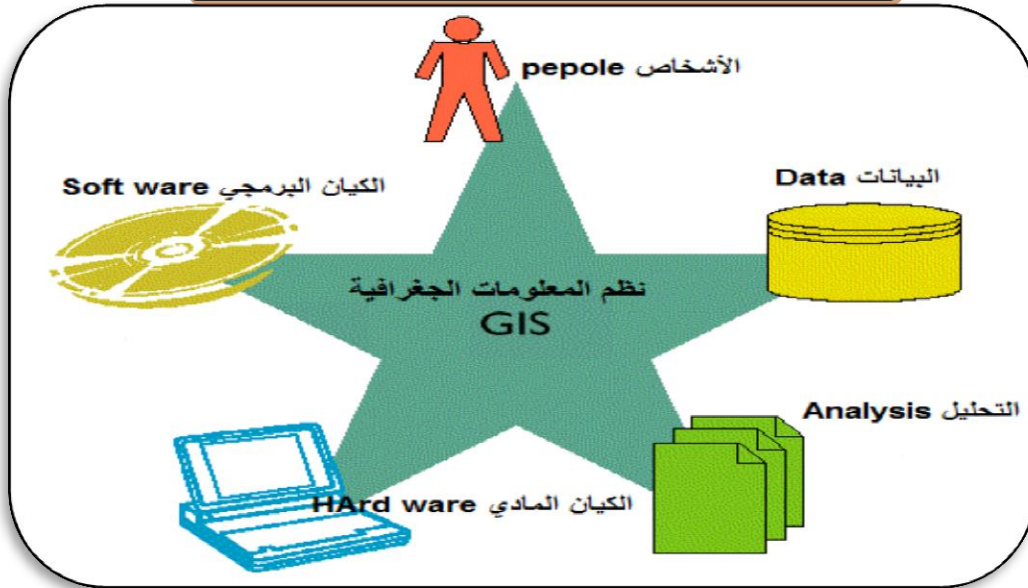 الأشخاص pepole
البيانات Data
الكيان البرمجي Soft ware
نظم المعلومات الجغرافية
GIS
التحليل Analysis
الكيان المادي HArd ware